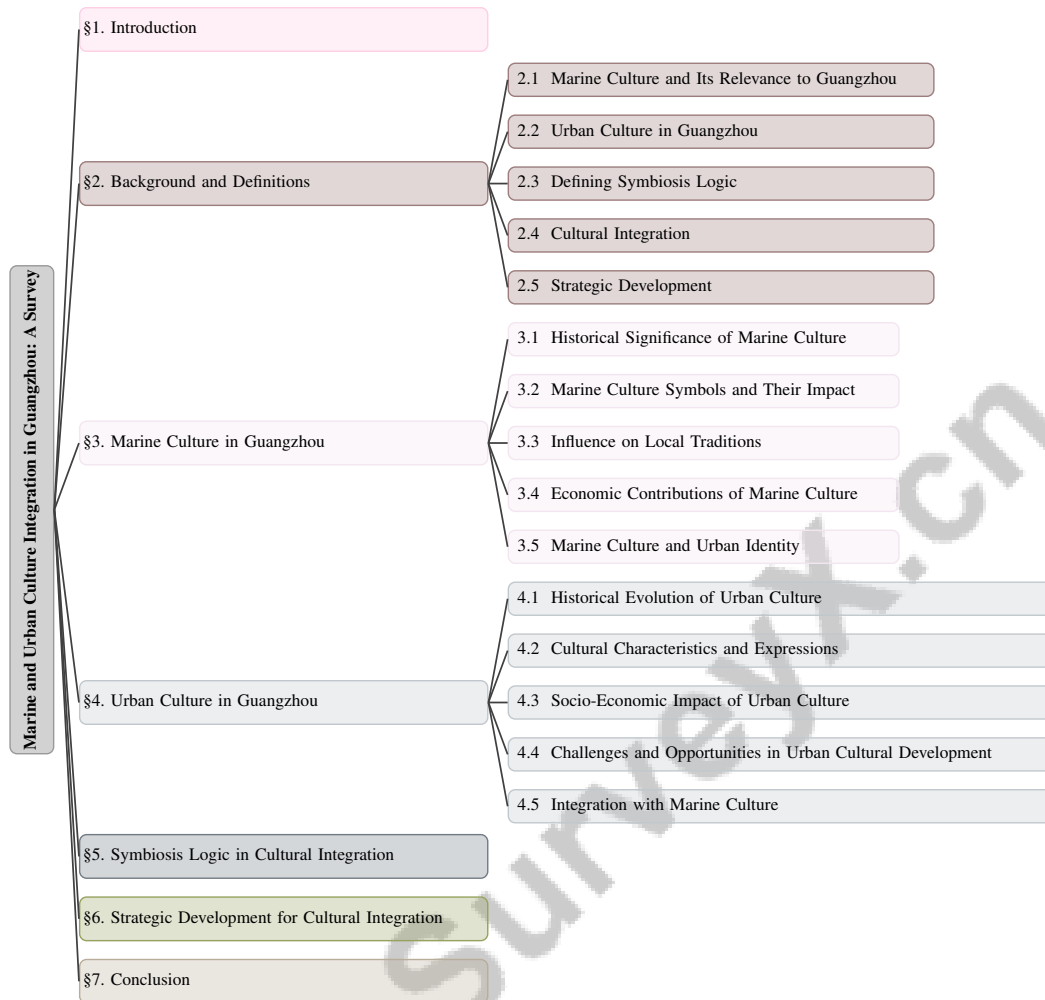 Marine and Urban Culture Integration in Guangzhou: A Survey
§1. Introduction
§2. Background and Definitions
2.1 Marine Culture and Its Relevance to Guangzhou
2.2 Urban Culture in Guangzhou
2.3 Defining Symbiosis Logic
2.4 Cultural Integration
2.5 Strategic Development
§3. Marine Culture in Guangzhou
3.1 Historical Significance of Marine Culture
3.2 Marine Culture Symbols and Their Impact
3.3 Influence on Local Traditions
3.4 Economic Contributions of Marine Culture
3.5 Marine Culture and Urban Identity
§4. Urban Culture in Guangzhou
4.1 Historical Evolution of Urban Culture
4.2 Cultural Characteristics and Expressions
4.3 Socio-Economic Impact of Urban Culture
4.4 Challenges and Opportunities in Urban Cultural Development
4.5 Integration with Marine Culture
§5. Symbiosis Logic in Cultural Integration
§6. Strategic Development for Cultural Integration
§7. Conclusion
Surveyx.cn